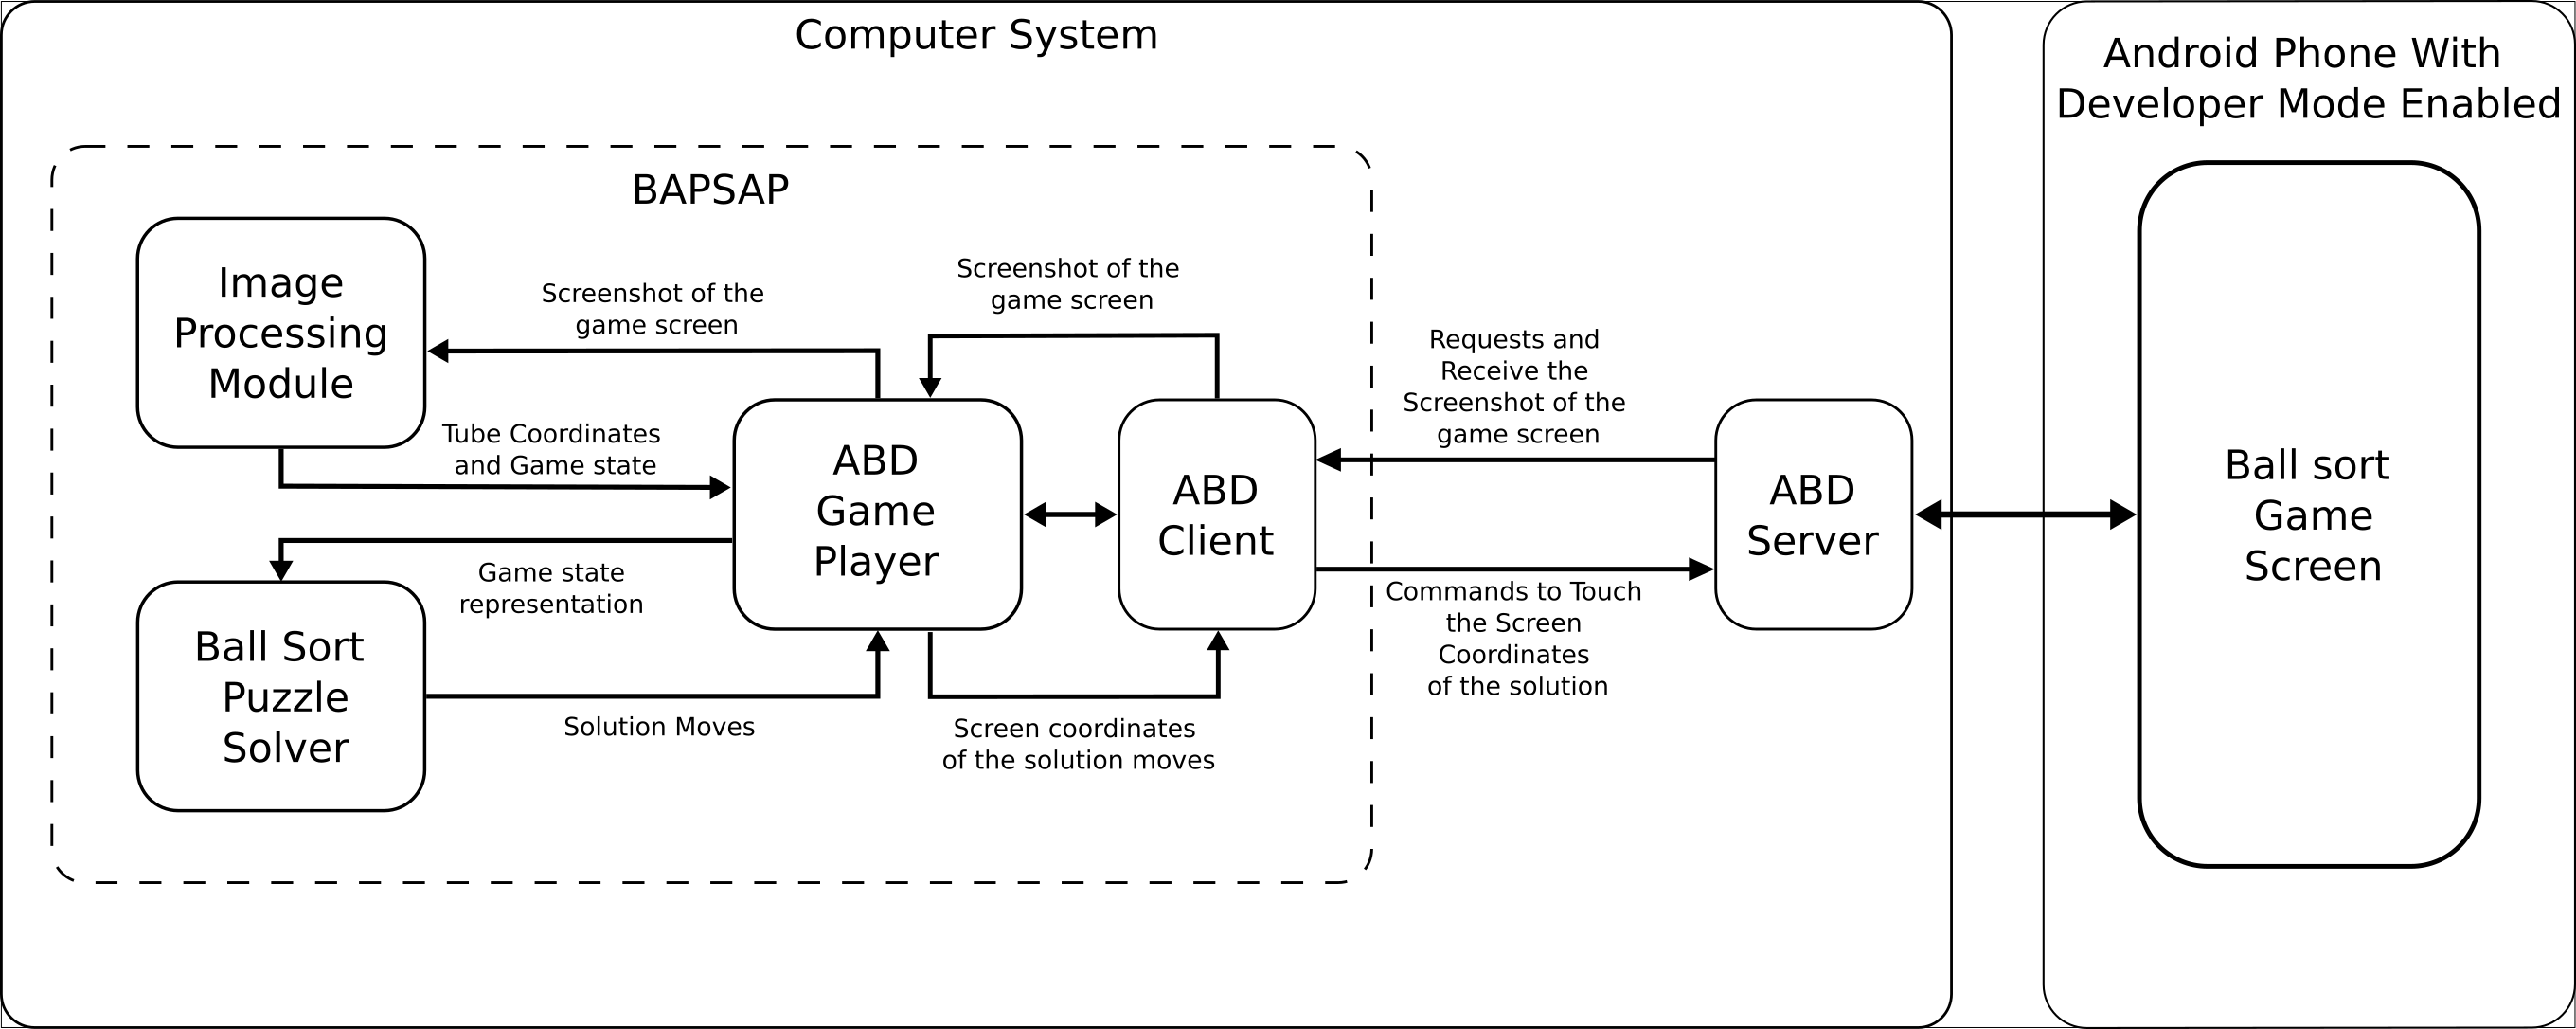 Computer System
Android Phone With
Developer Mode Enabled
BAPSAP
Image
Processing
Module
Screenshot of the
game screen
Screenshot of the
game screen
Requests and
Receive the
Screenshot of the
game screen
Tube Coordinates
and Game state
ABD
Game
Player
ABD
Client
ABD
Server
Ball sort
Game
Screen
Game state
representation
Commands to Touch
the Screen
Coordinates
of the solution
Ball Sort
Puzzle
Solver
Solution Moves
Screen coordinates
of the solution moves